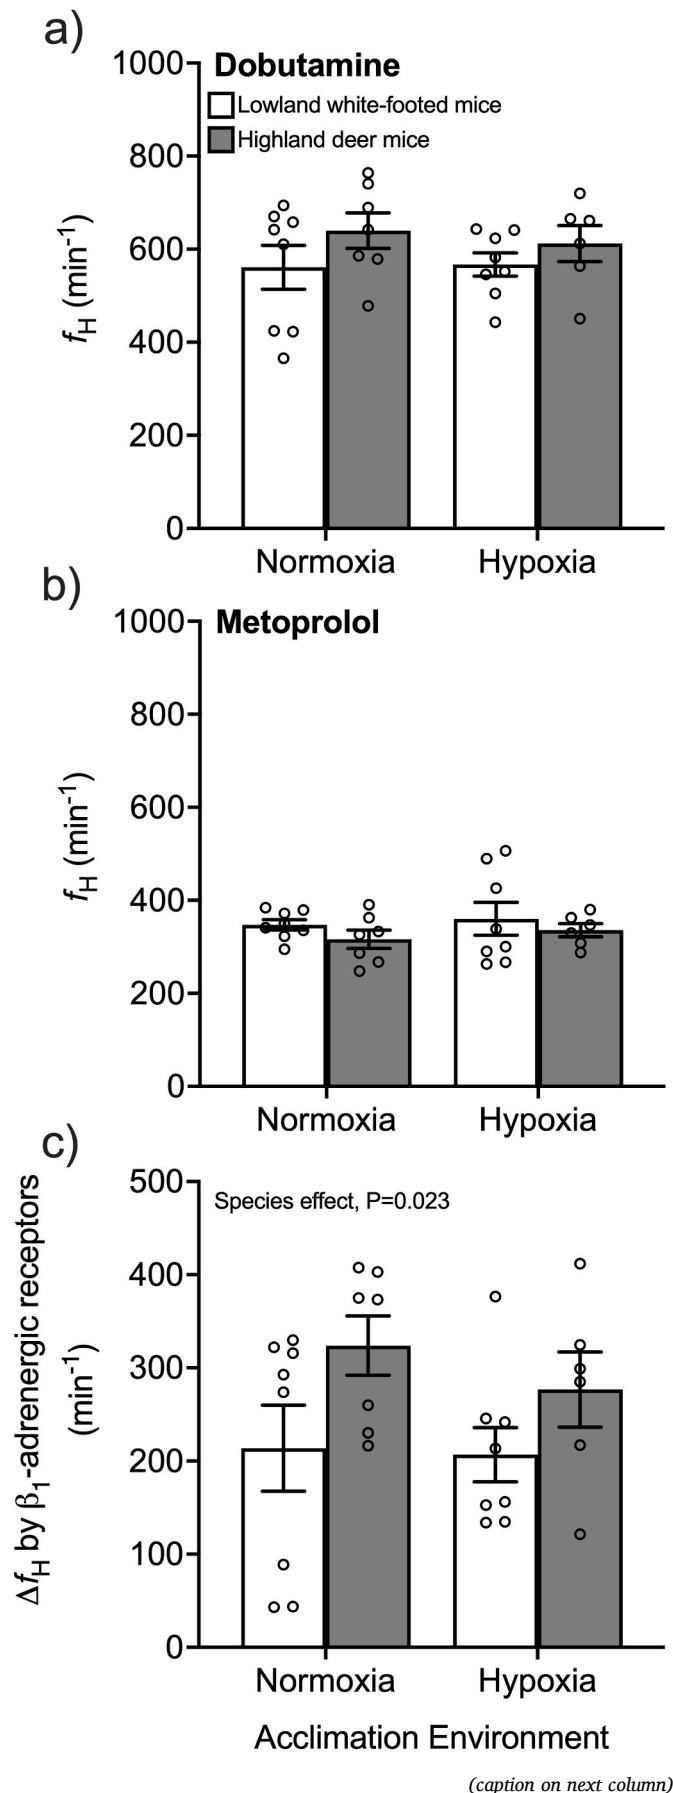 a)
1000
Dobutamine
Lowland white-footed mice
Highland deer mice
800
600
400
200
0
fH (min-1)
Normoxia
Hypoxia
b)
1000
Metoprolol
800
600
400
200
0
fH (min-1)
Normoxia
Hypoxia
c)
500
Species effect, P=0.023
400
300
200
100
0
ΔfH by β1-adrenergic receptors
(min-1)
Normoxia
Hypoxia
Acclimation Environment
(caption on next column)